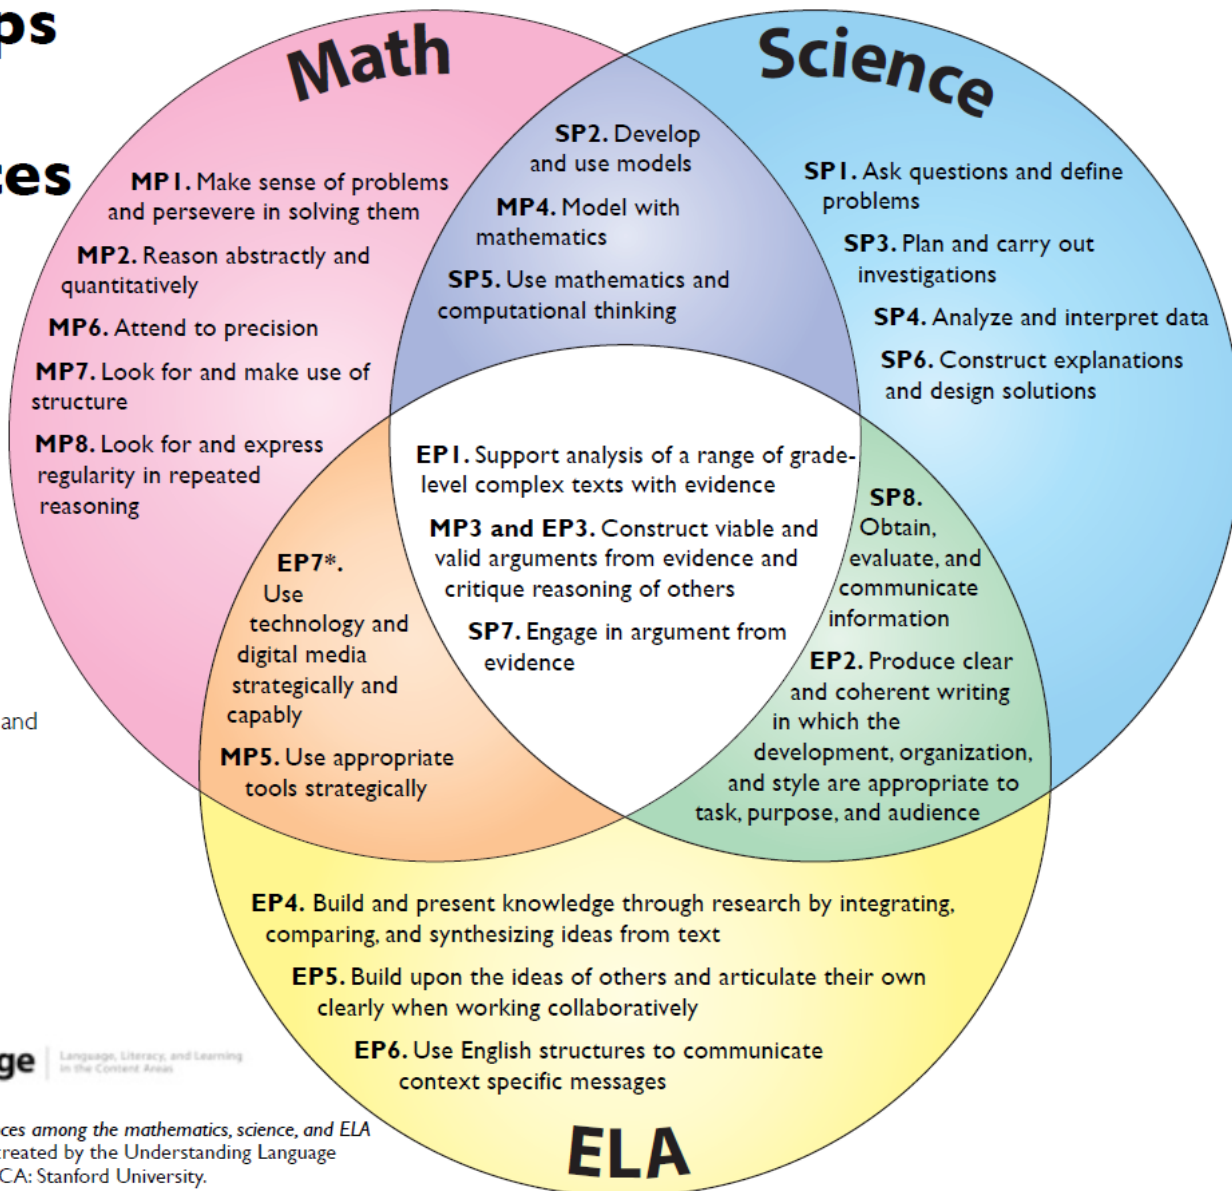 ps
ces
Math
Science
MP1. Make sense of problems
and persevere in solving them
MP2. Reason abstractly and
quantitatively
MP6. Attend to precision
MP7. Look for and make use of
structure
MP8. Look for and express
regularity in repeated
reasoning
SP2. Develop
and use models
MP4. Model with
mathematics
SP5. Use mathematics and
computational thinking
SP1. Ask questions and define
problems
SP3. Plan and carry out
investigations
SP4. Analyze and interpret data
SP6. Construct explanations
and design solutions
EP1. Support analysis of a range of grade-
level complex texts with evidence
MP3 and EP3. Construct viable and
valid arguments from evidence and
critique reasoning of others
SP7. Engage in argument from
evidence
EP7*.
Use
technology and
digital media
strategically and
capably
MP5. Use appropriate
tools strategically
SP8.
Obtain,
evaluate, and
communicate
information
EP2. Produce clear
and coherent writing
in which the
development, organization,
and style are appropriate to
task, purpose, and audience
and
EP4. Build and present knowledge through research by integrating,
comparing, and synthesizing ideas from text
EP5. Build upon the ideas of others and articulate their own
clearly when working collaboratively
EP6. Use English structures to communicate
context specific messages
ELA
ge
Language, Literacy, and Learning
in the Content Areas
ces among the mathematics, science, and ELA
created by the Understanding Language
CA: Stanford University.